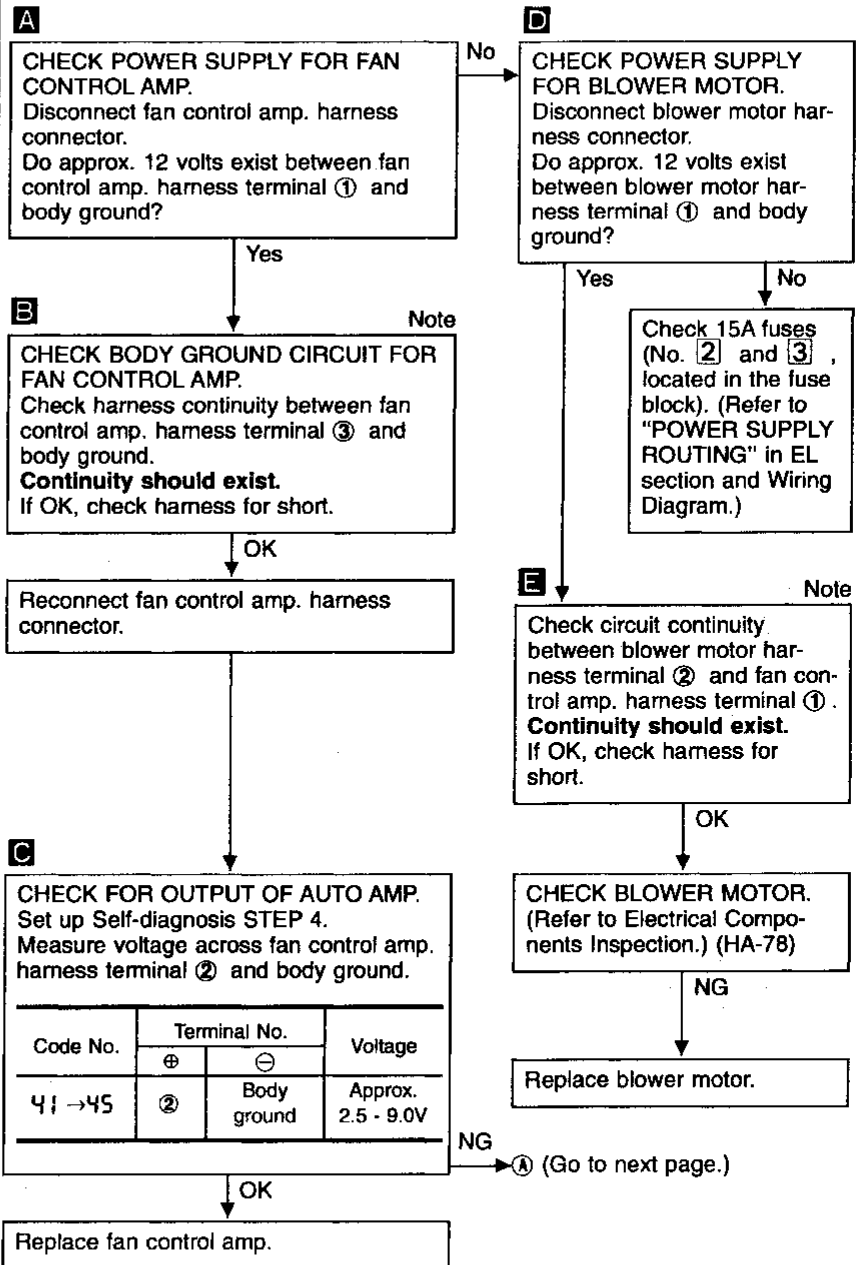 A
CHECK POWER SUPPLY FOR FAN
CONTROL AMP.
Disconnect fan control amp. harness
connector.
Do approx. 12 volts exist between fan
control amp. harness terminal ① and
body ground?
No
D
CHECK POWER SUPPLY
FOR BLOWER MOTOR.
Disconnect blower motor har-
ness connector.
Do approx. 12 volts exist
between blower motor har-
ness terminal ① and body
ground?
Yes
Yes
No
Check 15A fuses
(No. 2 and 3 ,
located in the fuse
block). (Refer to
"POWER SUPPLY
ROUTING" in EL
section and Wiring
Diagram.)
B
Note
CHECK BODY GROUND CIRCUIT FOR
FAN CONTROL AMP.
Check harness continuity between fan
control amp. harness terminal ③ and
body ground.
Continuity should exist.
If OK, check harness for short.
OK
Reconnect fan control amp. harness
connector.
E
Note
Check circuit continuity
between blower motor har-
ness terminal ② and fan con-
trol amp. harness terminal ① .
Continuity should exist.
If OK, check harness for
short.
OK
CHECK BLOWER MOTOR.
(Refer to Electrical Compo-
nents Inspection.) (HA-78)
NG
Replace blower motor.
C
CHECK FOR OUTPUT OF AUTO AMP.
Set up Self-diagnosis STEP 4.
Measure voltage across fan control amp.
harness terminal ② and body ground.
Code No. Terminal No. Voltage
⊕ ⊖
41 →45 ② Body ground Approx. 2.5 - 9.0V
NG
Ⓐ (Go to next page.)
OK
Replace fan control amp.